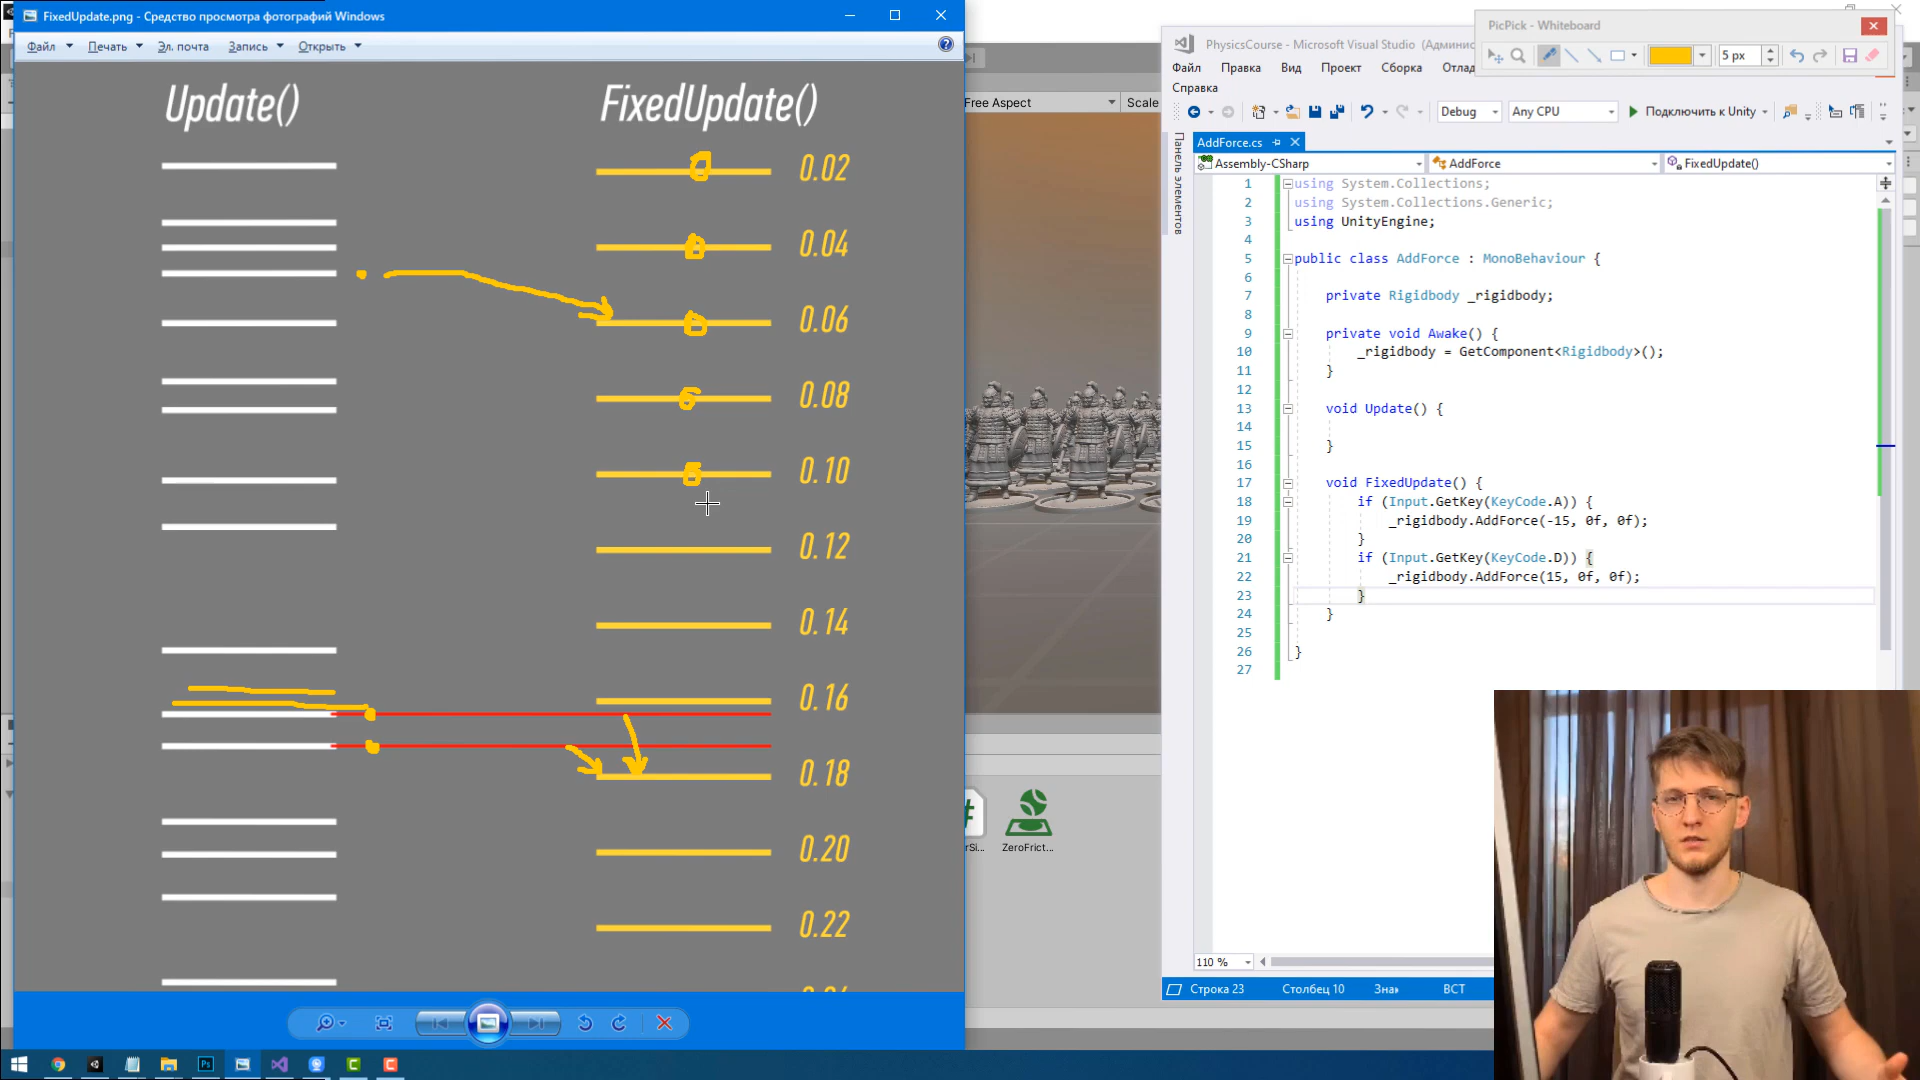 FixedUpdate.png - Средство просмотра фотографий Windows
Файл
Печать
Эл. почта
Запись
Открыть
Update()
FixedUpdate()
0.02
0.04
0.06
0.08
0.10
0.12
0.14
0.16
0.18
0.20
0.22
Free Aspect
Scale
ZeroFrict...
PhysicsCourse - Microsoft Visual Studio
PicPick - Whiteboard
5 px
Файл
Правка
Вид
Проект
Сборка
Справка
Debug
Any CPU
Подключить к Unity
Панель элементов
AddForce.cs
Assembly-CSharp
AddForce
FixedUpdate()
1 using System.Collections;
2 using System.Collections.Generic;
3 using UnityEngine;
4
5 public class AddForce : MonoBehaviour {
6
7 private Rigidbody _rigidbody;
8
9 private void Awake() {
10 _rigidbody = GetComponent<Rigidbody>();
11 }
12
13 void Update() {
14
15 }
16
17 void FixedUpdate() {
18 if (Input.GetKey(KeyCode.A)) {
19 _rigidbody.AddForce(-15, 0f, 0f);
20 }
21 if (Input.GetKey(KeyCode.D)) {
22 _rigidbody.AddForce(15, 0f, 0f);
23 }
24 }
25
26 }
27
110 %
Строка 23
Столбец 10
ВСТ